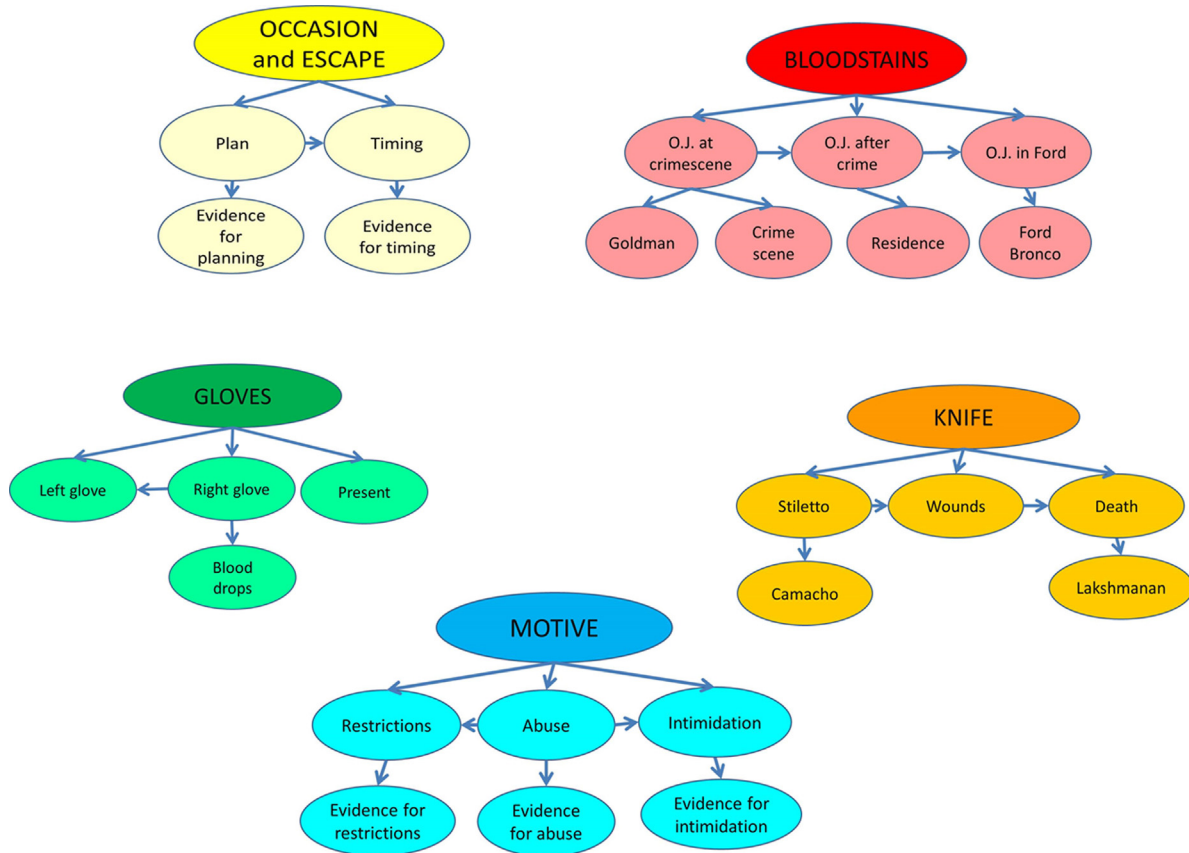 OCCASION
and ESCAPE
Plan
Timing
Evidence
for
planning
Evidence
for timing
BLOODSTAINS
O.J. at
crimescene
O.J. after
crime
O.J. in Ford
Goldman
Crime
scene
Residence
Ford
Bronco
GLOVES
Left glove
Right glove
Present
Blood
drops
KNIFE
Stiletto
Wounds
Death
Camacho
Lakshmanan
MOTIVE
Restrictions
Abuse
Intimidation
Evidence for
restrictions
Evidence
for abuse
Evidence for
intimidation